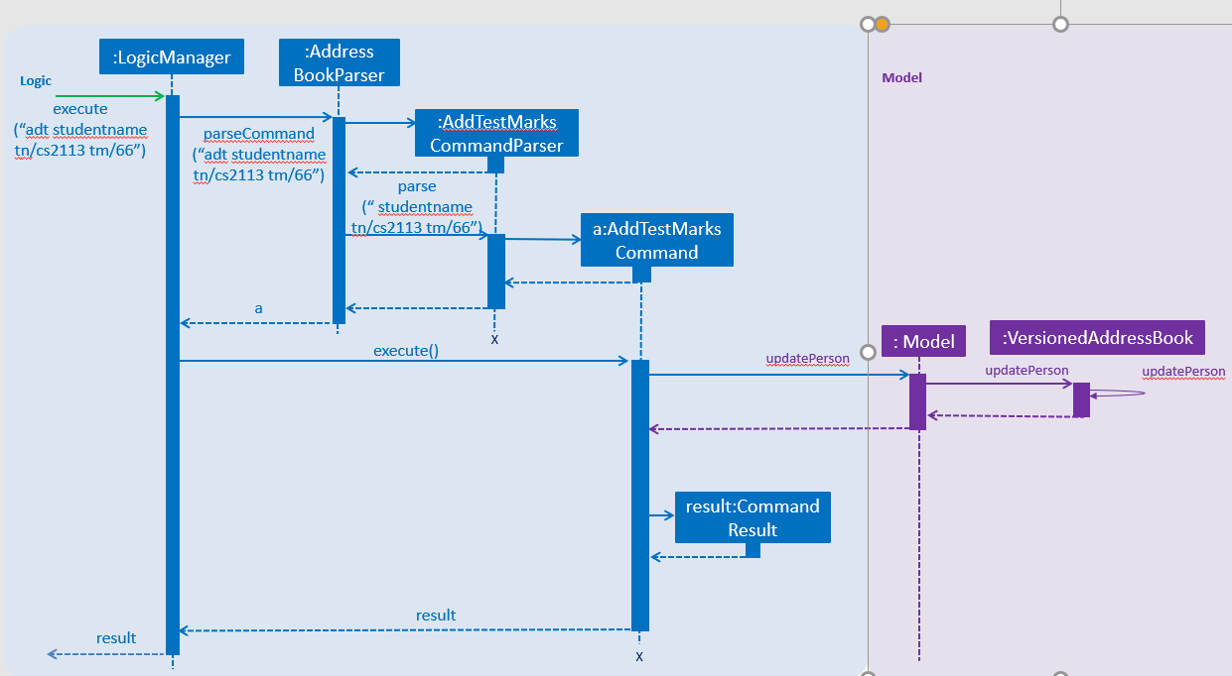 :LogicManager
:Address
BookParser
Logic
Model
execute
(“adt studentname
tn/cs2113 tm/66”)
parseCommand
(“adt studentname
tn/cs2113 tm/66”)
:AddTestMarks
CommandParser
parse
(“ studentname
tn/cs2113 tm/66”)
a:AddTestMarks
Command
a
x
execute()
updatePerson
: Model
:VersionedAddressBook
updatePerson
updatePerson
result:Command
Result
result
result
x